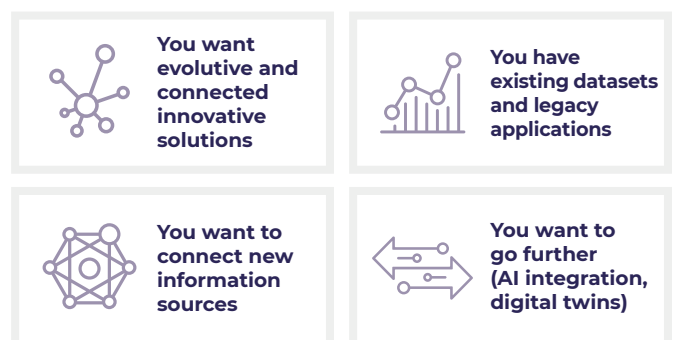 You want
evolutive and
connected
innovative
solutions
You have
existing datasets
and legacy
applications
You want to
connect new
information
sources
You want to
go further
(AI integration,
digital twins)